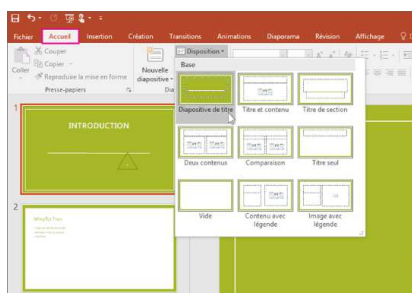 Fichier Accueil Insertion Création Transitions Animations Diaporama Révision Affichage
Couper
Copier
Coller
Reproduire la mise en forme
Presse-papiers
Nouvelle
diapositive
Dia
Disposition
Base
Diapositive de titre Titre et contenu Titre de section
Deux contenus Comparaison Titre seul
Vide Contenu avec légende Image avec légende
1
INTRODUCTION
2